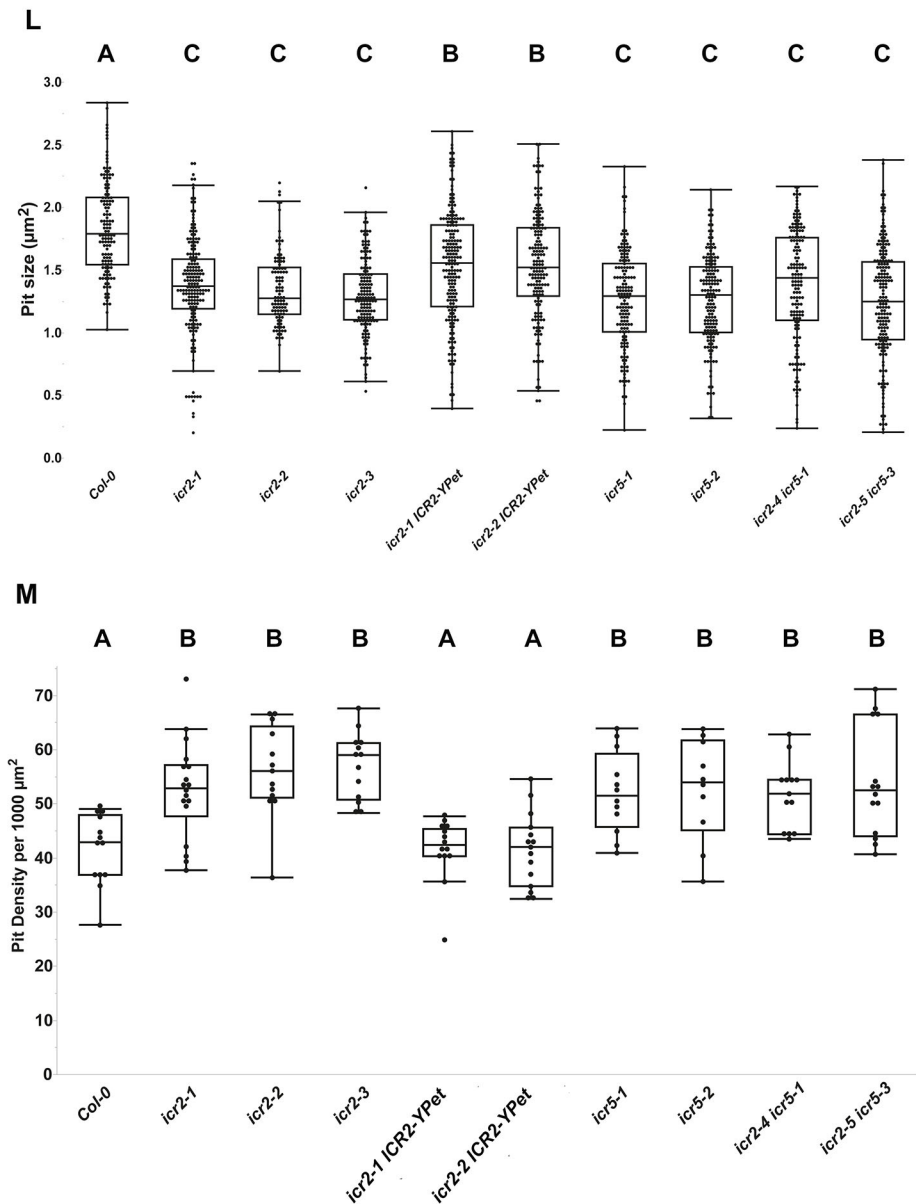 L
A C C C B B C C C C
Pit size (µm²)
3.0
2.5
2.0
1.5
1.0
0.5
0.0
Col-0 icr2-1 icr2-2 icr2-3 icr2-1 ICR2-YPet icr2-2 ICR2-YPet icr5-1 icr5-2 icr2-4 icr5-1 icr2-5 icr5-3
M
A B B B A A B B B B
Pit Density per 1000 µm²
70
60
50
40
30
20
10
0
Col-0 icr2-1 icr2-2 icr2-3 icr2-1 ICR2-YPet icr2-2 ICR2-YPet icr5-1 icr5-2 icr2-4 icr5-1 icr2-5 icr5-3